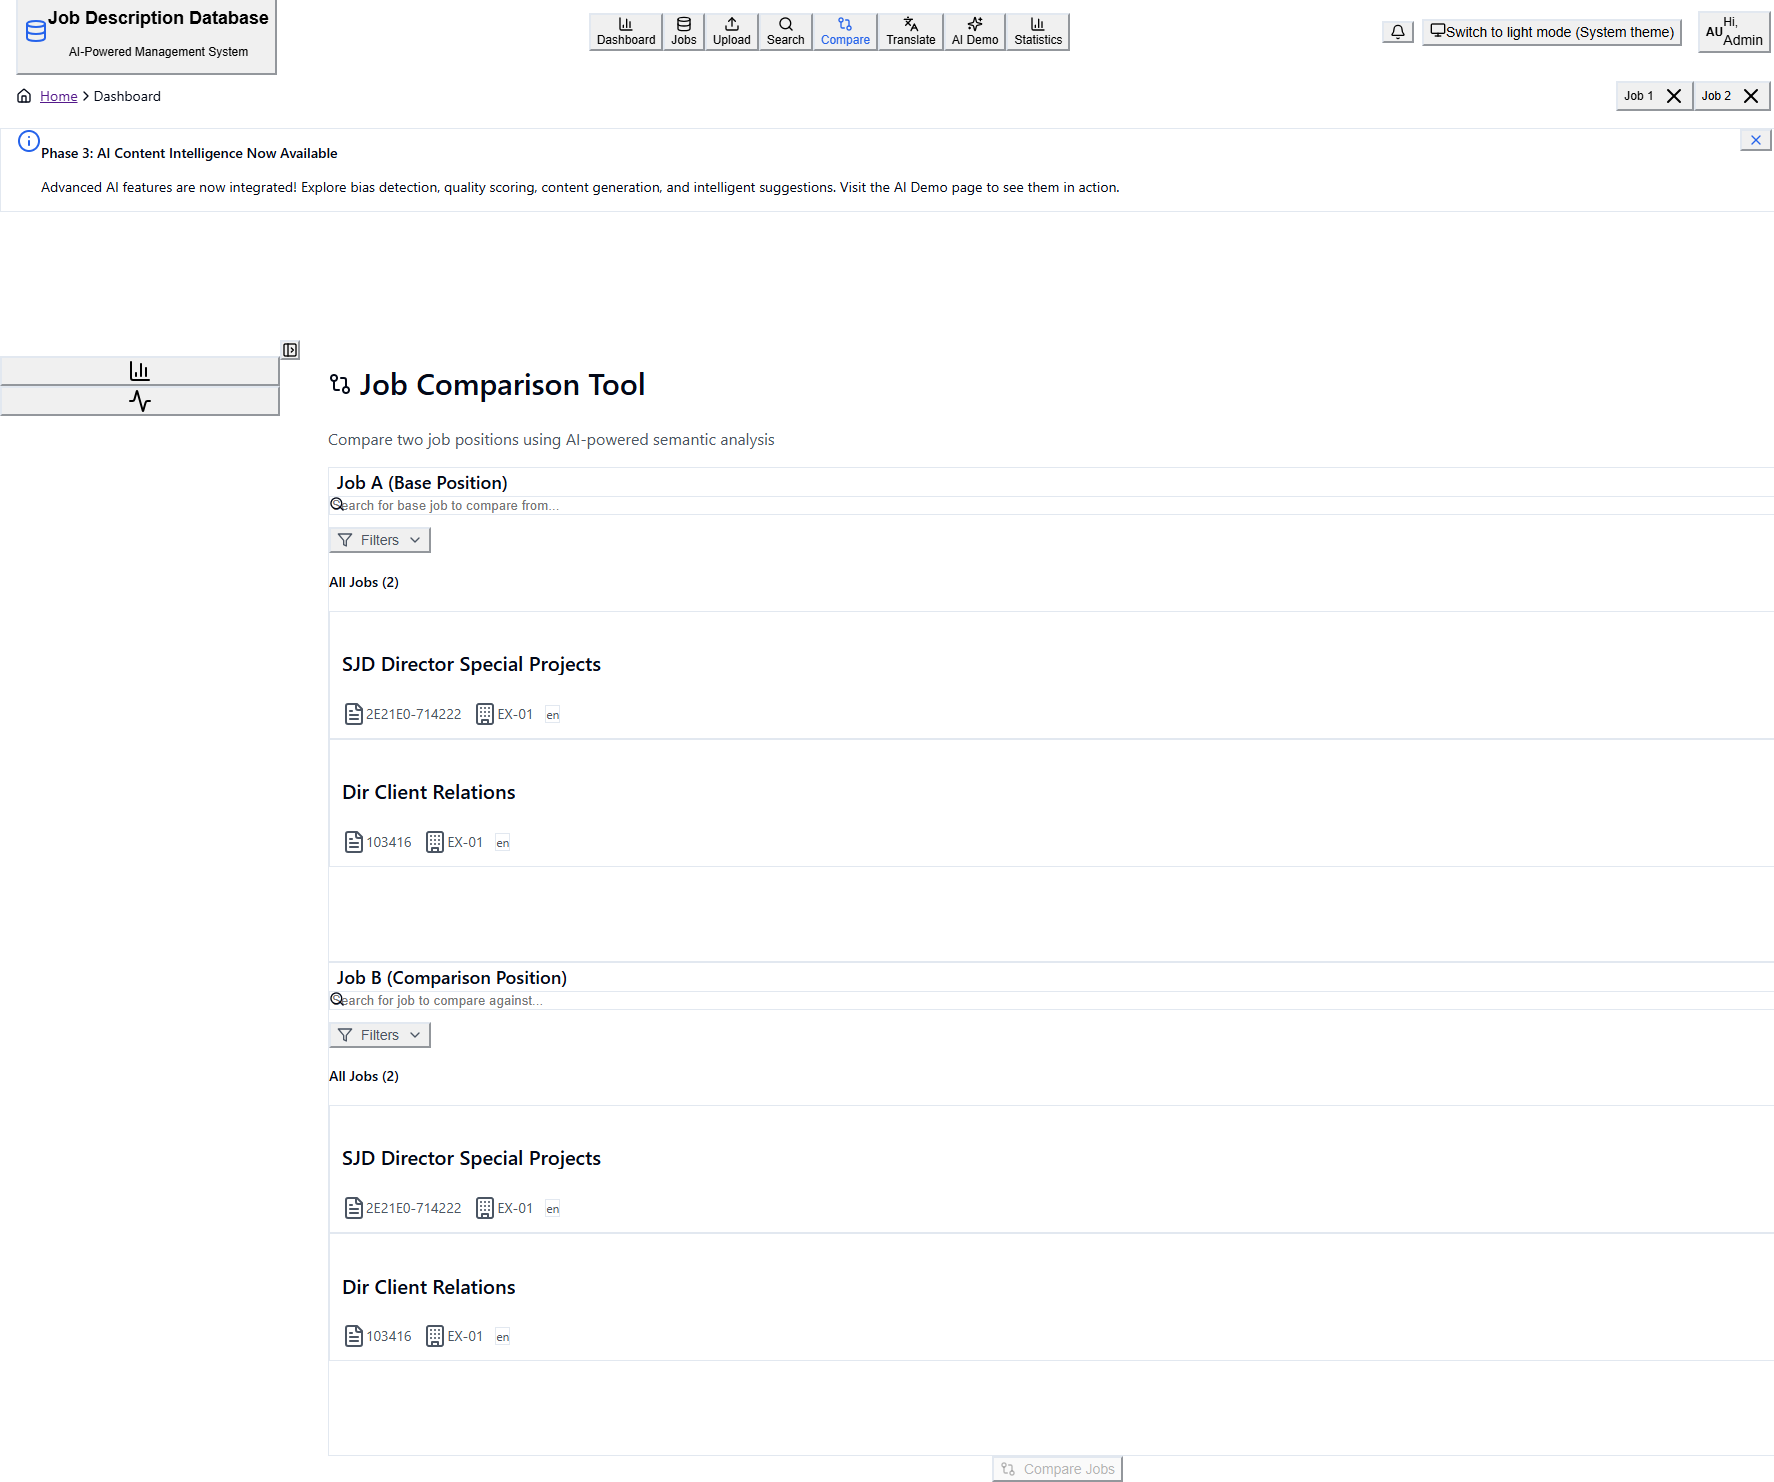 Job Description Database
AI-Powered Management System
Dashboard
Jobs
Upload
Search
Compare
Translate
AI Demo
Statistics
Switch to light mode (System theme)
AU
Hi,
Admin
Home > Dashboard
Job 1
Job 2
Phase 3: AI Content Intelligence Now Available
Advanced AI features are now integrated! Explore bias detection, quality scoring, content generation, and intelligent suggestions. Visit the AI Demo page to see them in action.
Job Comparison Tool
Compare two job positions using AI-powered semantic analysis
Job A (Base Position)
Search for base job to compare from...
Filters
All Jobs (2)
SJD Director Special Projects
2E21E0-714222 EX-01 en
Dir Client Relations
103416 EX-01 en
Job B (Comparison Position)
Search for job to compare against...
Filters
All Jobs (2)
SJD Director Special Projects
2E21E0-714222 EX-01 en
Dir Client Relations
103416 EX-01 en
Compare Jobs